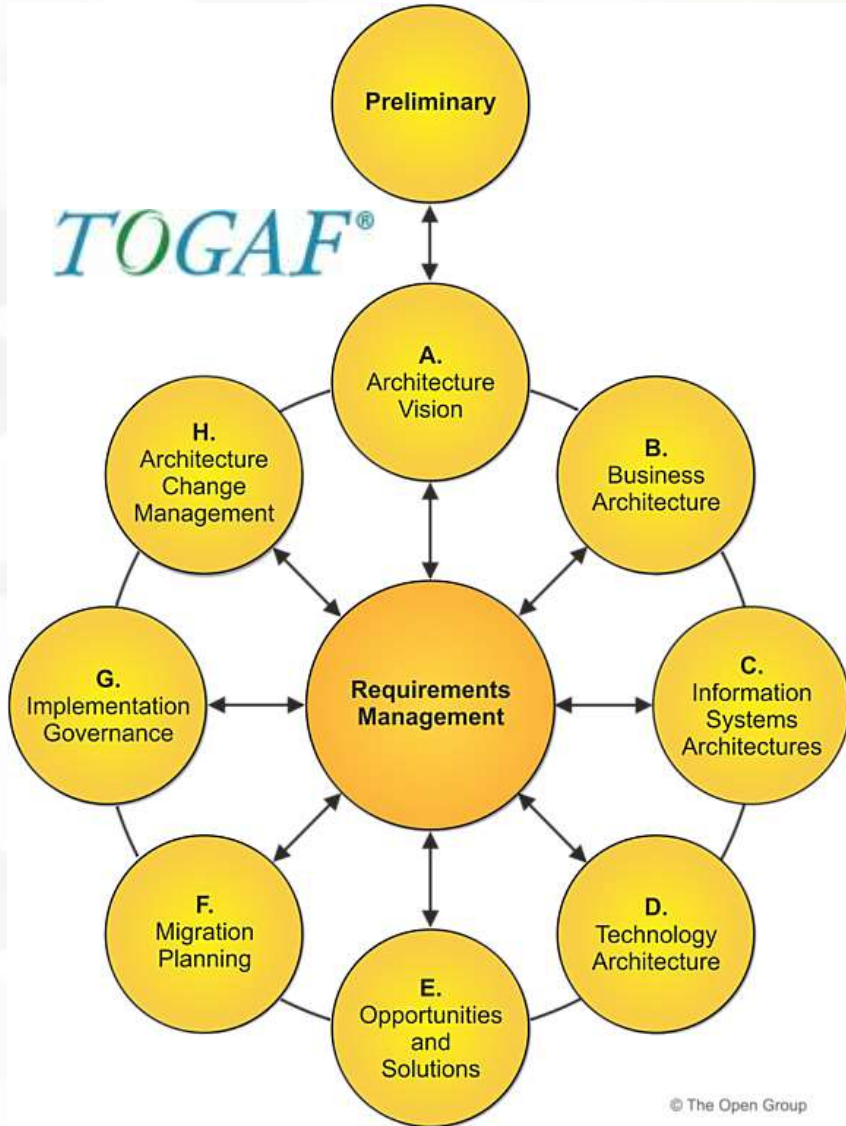 Preliminary
TOGAF®
A.
Architecture
Vision
H.
Architecture
Change
Management
B.
Business
Architecture
G.
Implementation
Governance
Requirements
Management
C.
Information
Systems
Architectures
F.
Migration
Planning
D.
Technology
Architecture
E.
Opportunities
and
Solutions
© The Open Group